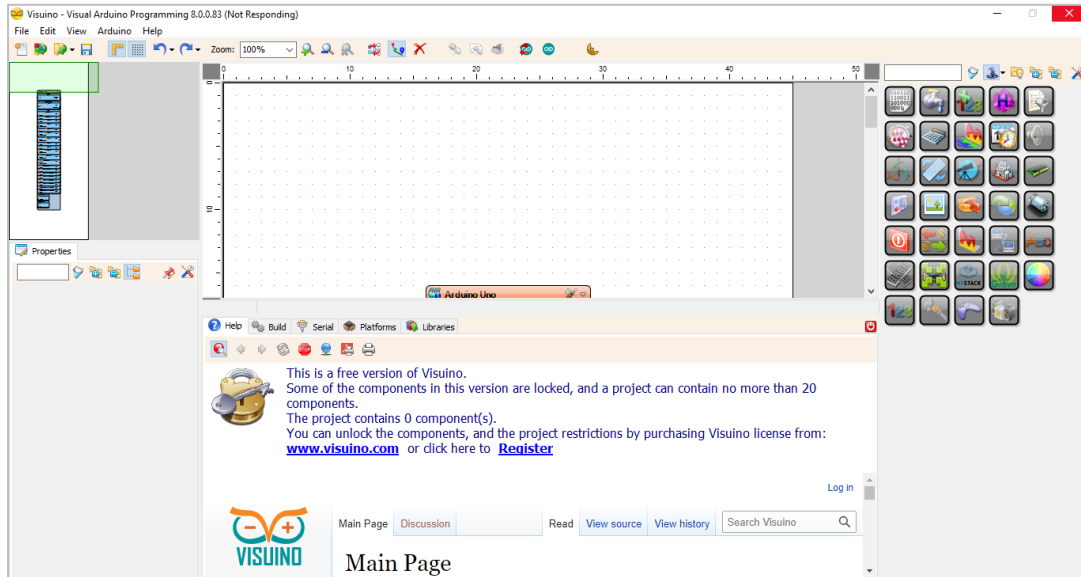 Visuino - Visual Arduino Programming 8.0.0.83 (Not Responding)
File Edit View Arduino Help
Zoom: 100%
0 10 20 30 40 50
0
10
Properties
Arduino Uno
Help Build Serial Platforms Libraries
This is a free version of Visuino.
Some of the components in this version are locked, and a project can contain no more than 20
components.
The project contains 0 component(s).
You can unlock the components, and the project restrictions by purchasing Visuino license from:
www.visuino.com or click here to Register
Log in
Main Page Discussion Read View source View history Search Visuino
VISUINO
Main Page